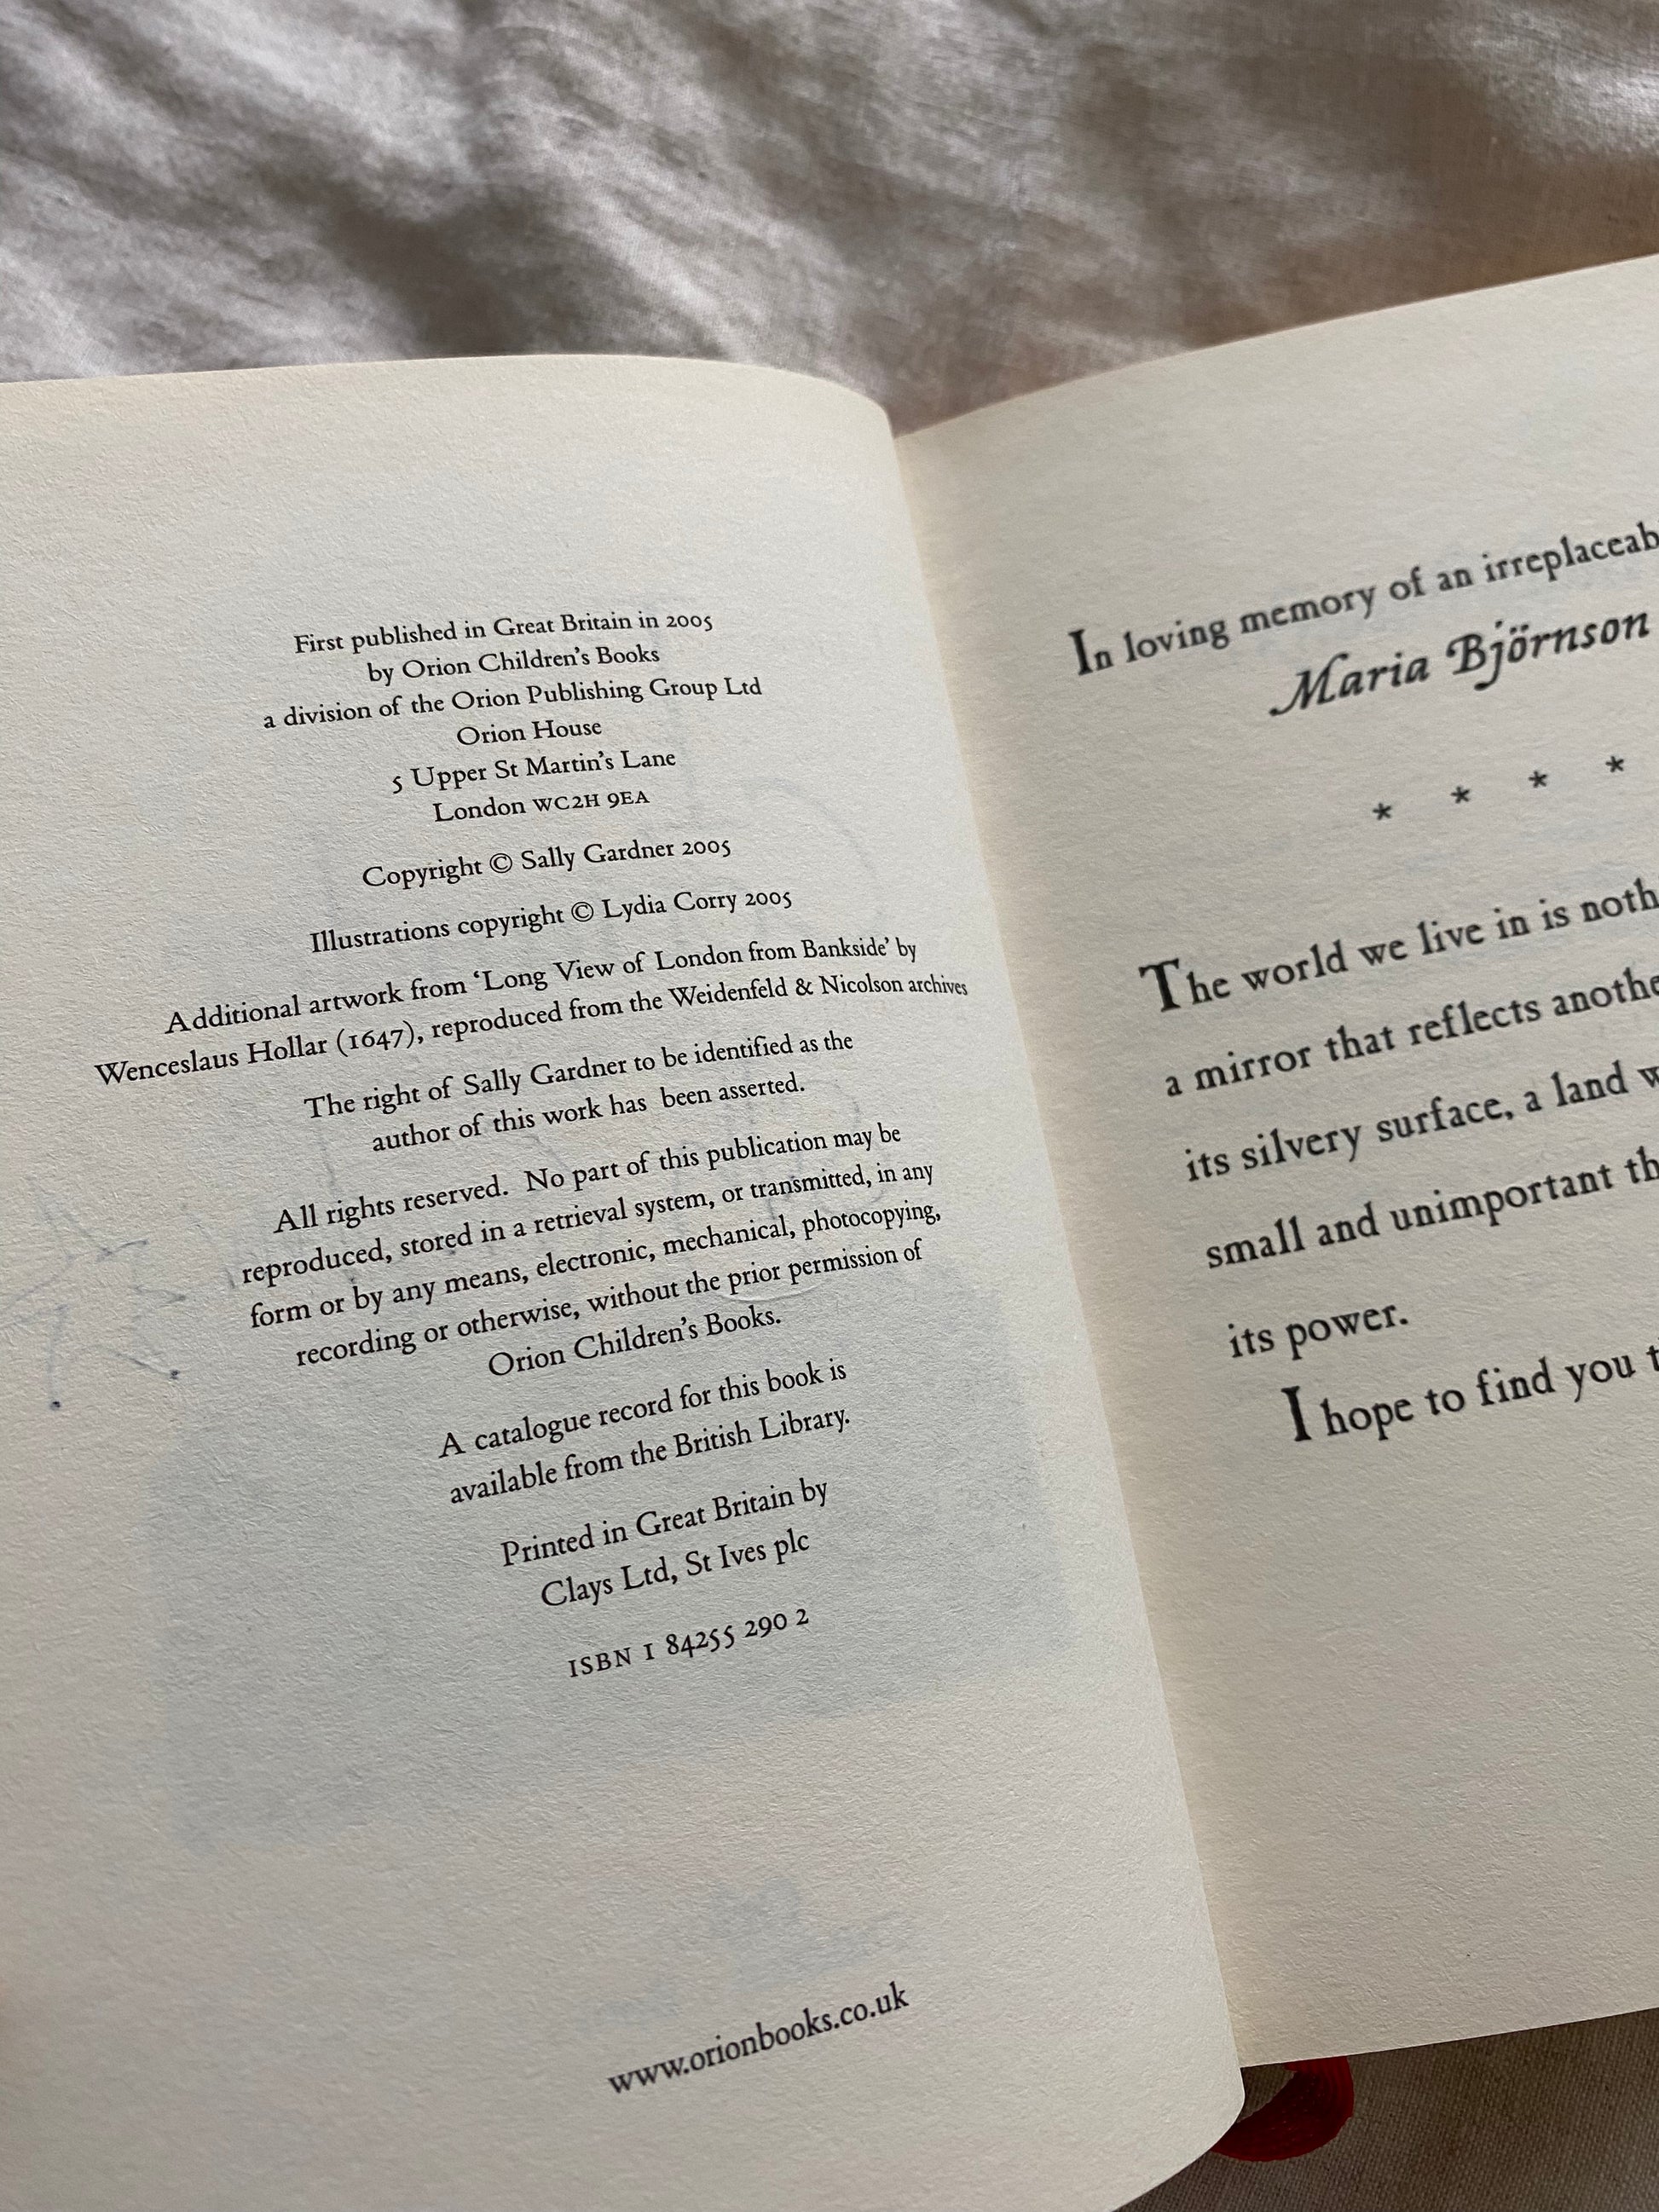 First published in Great Britain in 2005
by Orion Children's Books
a division of the Orion Publishing Group Ltd
Orion House
5 Upper St Martin's Lane
London WC2H 9EA
Copyright © Sally Gardner 2005
Illustrations copyright © Lydia Corry 2005
Additional artwork from ‘Long View of London from Bankside’ by
Wenceslaus Hollar (1647), reproduced from the Weidenfeld & Nicolson archives
The right of Sally Gardner to be identified as the
author of this work has been asserted.
All rights reserved. No part of this publication may be
reproduced, stored in a retrieval system, or transmitted, in any
form or by any means, electronic, mechanical, photocopying,
recording or otherwise, without the prior permission of
Orion Children's Books.
A catalogue record for this book is
available from the British Library.
Printed in Great Britain by
Clays Ltd, St Ives plc
ISBN 1 84255 290 2
www.orionbooks.co.uk
In loving memory of an
Maria Björnson
* * * *
The world we live in is
a mirror that reflects
its silvery surface, a land
small and unimportant
its power.
I hope to find you